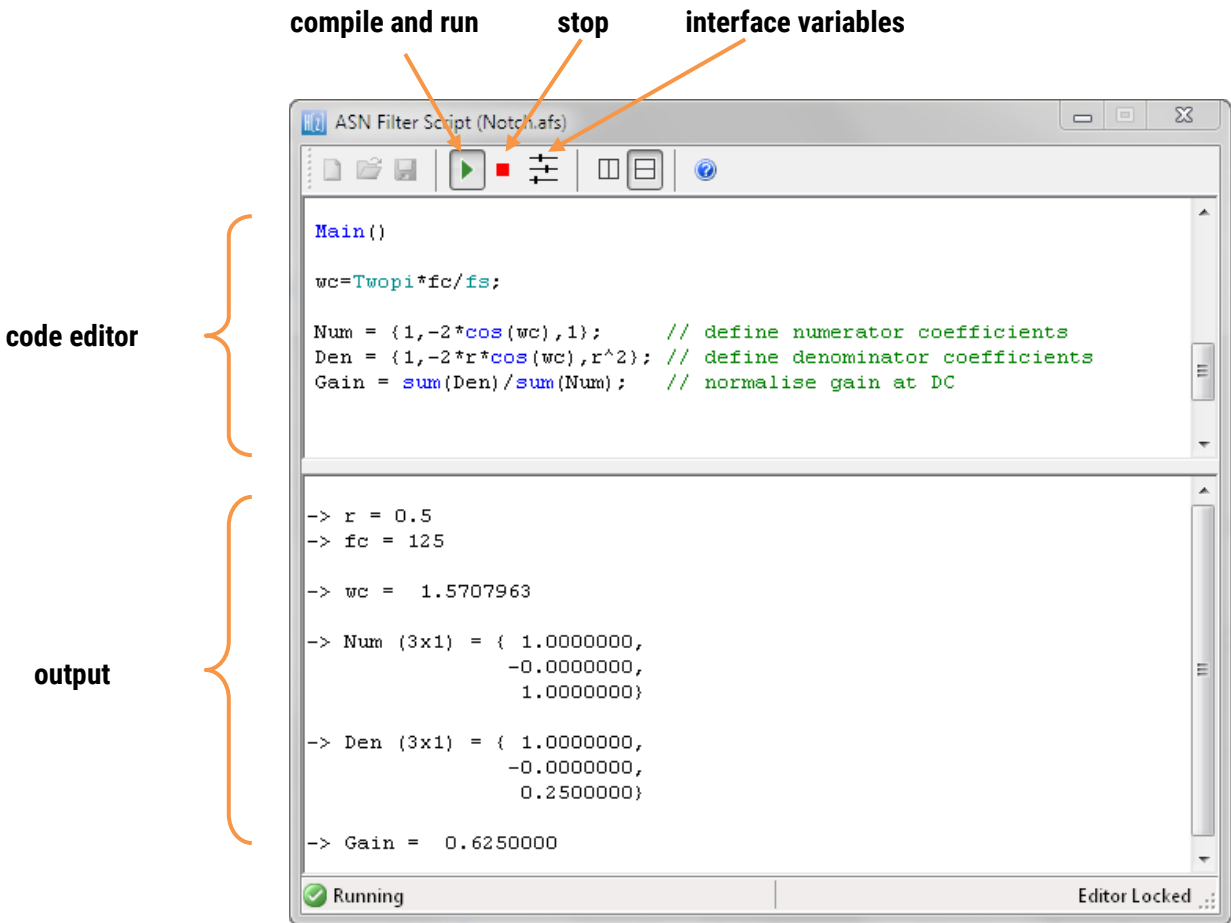 compile and run stop interface variables
ASN Filter Script (Notch.afs)
Main()
wc=Twopi*fc/fs;
code editor
Num = {1,-2*cos(wc),1};      // define numerator coefficients
Den = {1,-2*r*cos(wc),r^2}; // define denominator coefficients
Gain = sum(Den)/sum(Num);   // normalise gain at DC
-> r = 0.5
-> fc = 125
-> wc =  1.5707963
-> Num (3x1) = { 1.0000000,
-0.0000000,
1.0000000}
output
-> Den (3x1) = { 1.0000000,
-0.0000000,
0.2500000}
-> Gain =  0.6250000
Running Editor Locked